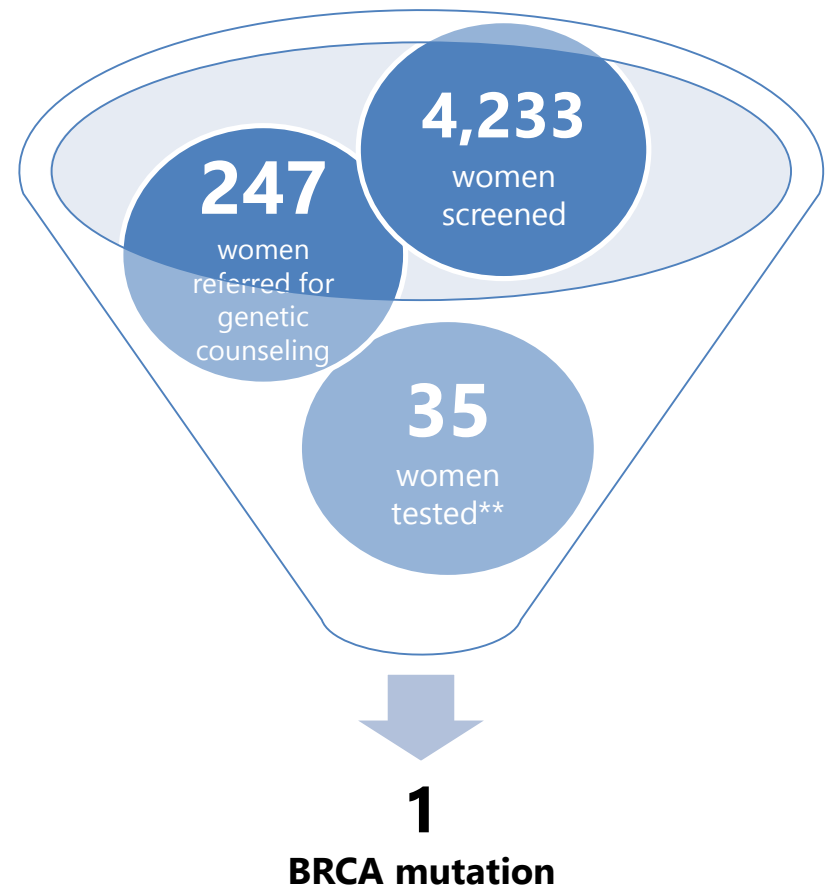 4,233
women
screened
247
women
referred for
genetic
counseling
35
women
tested**
1
BRCA mutation